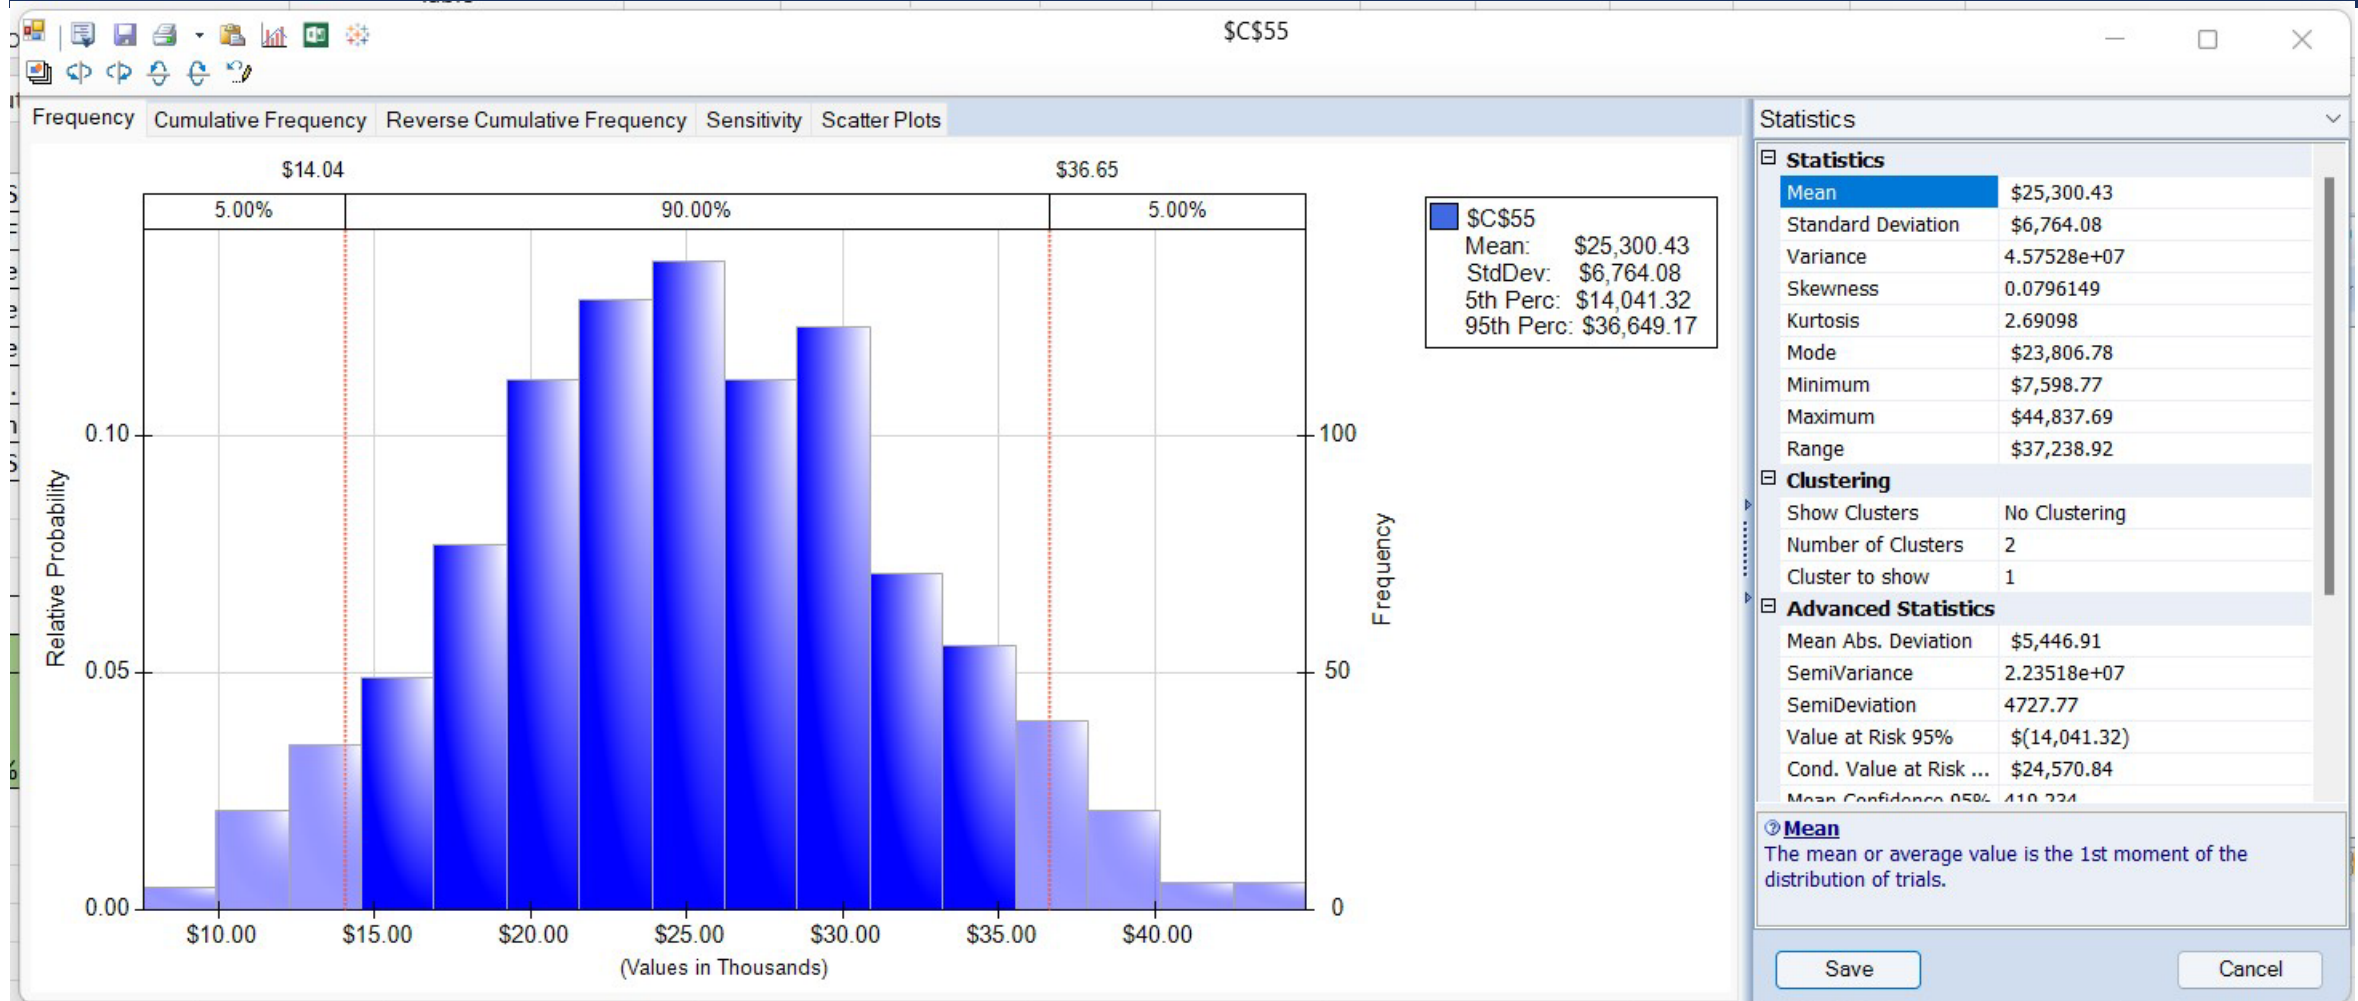 $C$55
Frequency Cumulative Frequency Reverse Cumulative Frequency Sensitivity Scatter Plots
$14.04 $36.65
5.00% 90.00% 5.00%
0.10
0.05
0.00
Relative Probability
100
50
0
Frequency
$10.00 $15.00 $20.00 $25.00 $30.00 $35.00 $40.00
(Values in Thousands)
$C$55
Mean: $25,300.43
StdDev: $6,764.08
5th Perc: $14,041.32
95th Perc: $36,649.17
Statistics
Statistics
Mean $25,300.43
Standard Deviation $6,764.08
Variance 4.57528e+07
Skewness 0.0796149
Kurtosis 2.69098
Mode $23,806.78
Minimum $7,598.77
Maximum $44,837.69
Range $37,238.92
Clustering
Show Clusters No Clustering
Number of Clusters 2
Cluster to show 1
Advanced Statistics
Mean Abs. Deviation $5,446.91
SemiVariance 2.23518e+07
SemiDeviation 4727.77
Value at Risk 95% $(14,041.32)
Cond. Value at Risk ... $24,570.84
Mean Confidence 95% 419.234
Mean
The mean or average value is the 1st moment of the
distribution of trials.
Save Cancel